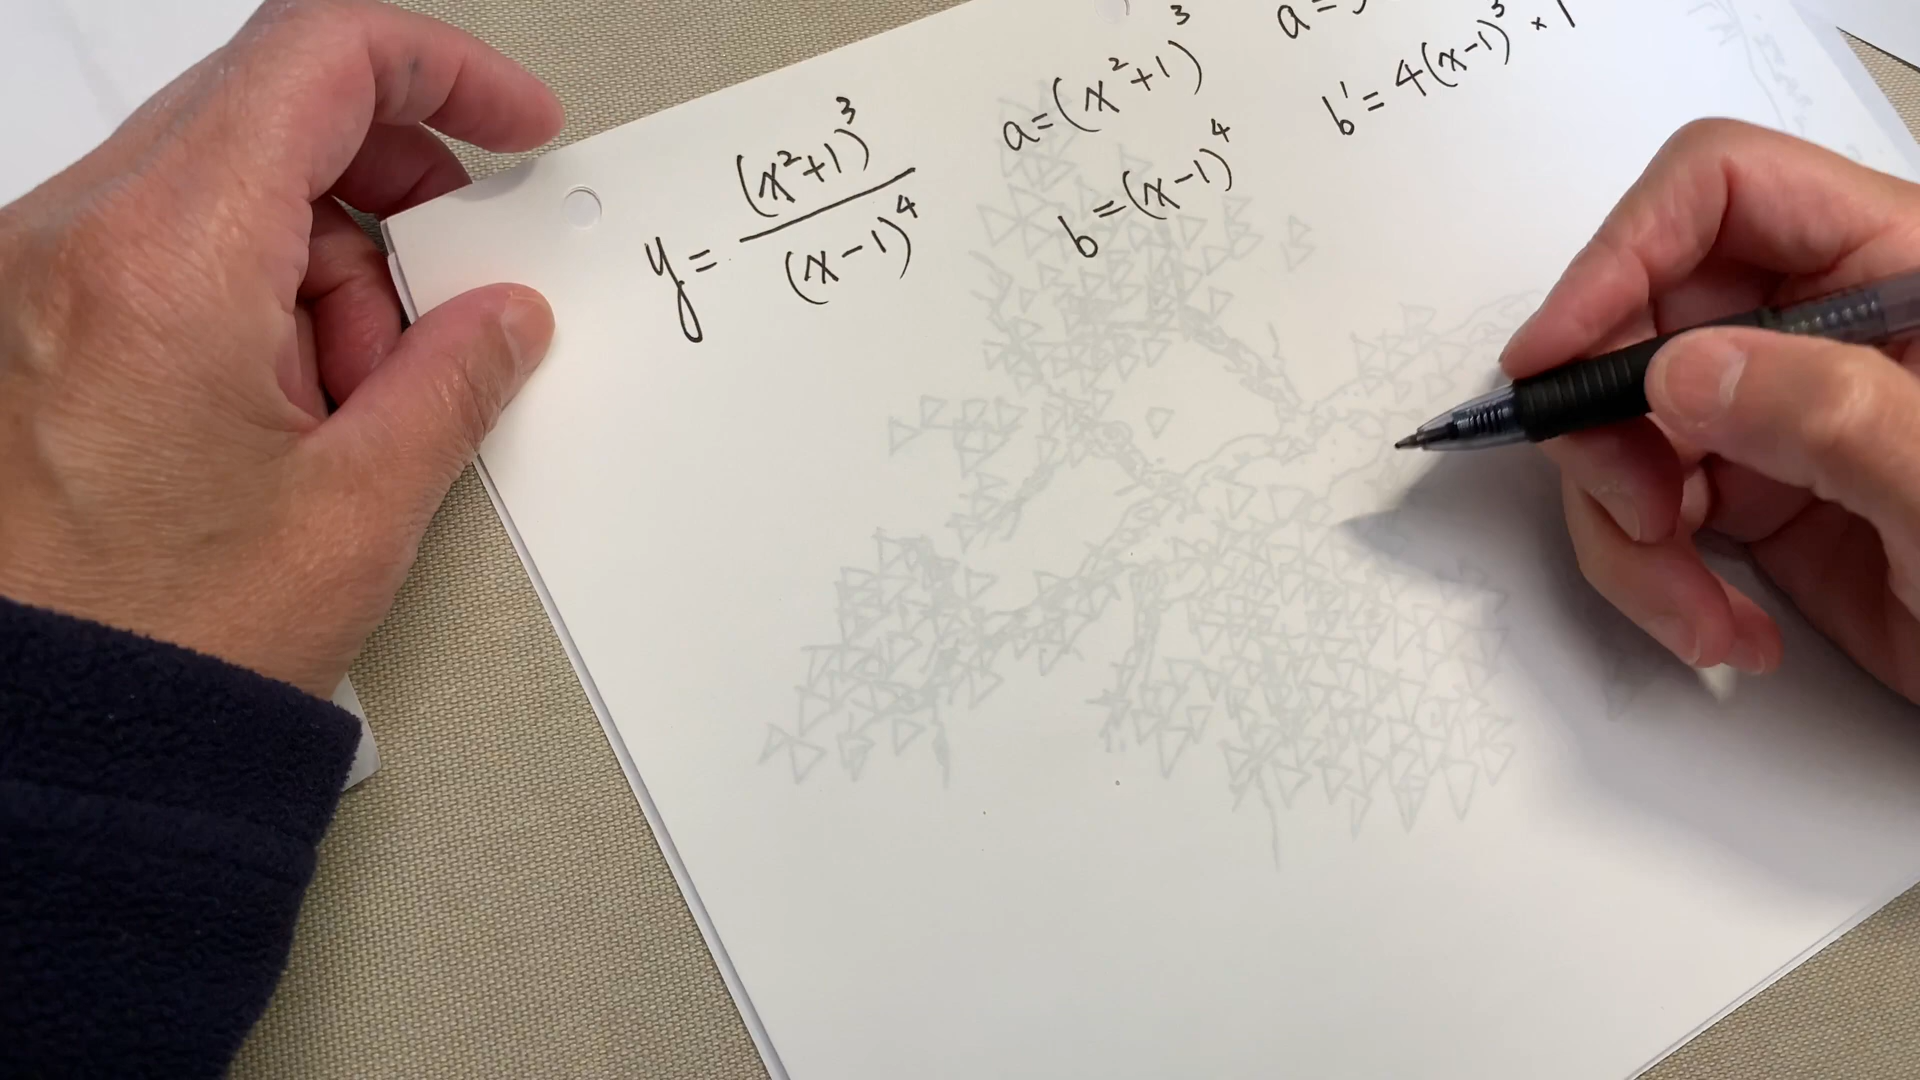 y = (x²+1)³ / (x-1)⁴
a=(x²+1)³
b=(x-1)⁴
a=
b'=4(x-1)³×1